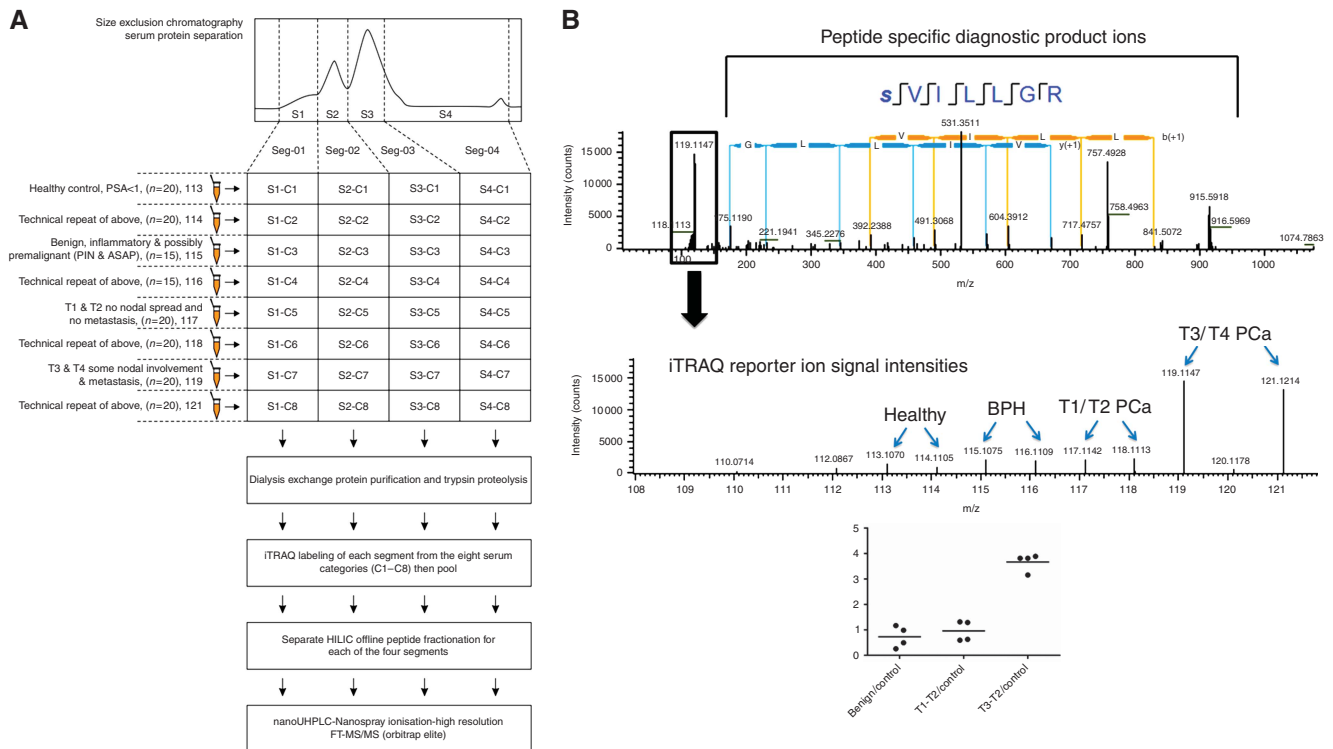 A
Size exclusion chromatography
serum protein separation
S1
S2
S3
S4
Seg-01
Seg-02
Seg-03
Seg-04
Healthy control, PSA<1, (n=20), 113
S1-C1
S2-C1
S3-C1
S4-C1
Technical repeat of above, (n=20), 114
S1-C2
S2-C2
S3-C2
S4-C2
Benign, inflammatory & possibly
premalignant (PIN & ASAP), (n=15), 115
S1-C3
S2-C3
S3-C3
S4-C3
Technical repeat of above, (n=15), 116
S1-C4
S2-C4
S3-C4
S4-C4
T1 & T2 no nodal spread and
no metastasis, (n=20), 117
S1-C5
S2-C5
S3-C5
S4-C5
Technical repeat of above, (n=20), 118
S1-C6
S2-C6
S3-C6
S4-C6
T3 & T4 some nodal involvement
& metastasis, (n=20), 119
S1-C7
S2-C7
S3-C7
S4-C7
Technical repeat of above, (n=20), 121
S1-C8
S2-C8
S3-C8
S4-C8
Dialysis exchange protein purification and trypsin proteolysis
iTRAQ labeling of each segment from the eight serum
categories (C1–C8) then pool
Separate HILIC offline peptide fractionation for
each of the four segments
nanoUHPLC-Nanospray ionisation-high resolution
FT-MS/MS (orbitrap elite)
B
Peptide specific diagnostic product ions
s V I L L G R
531.3511
V I L L b(+1)
G L L I V y(+1)
Intensity (counts)
15000
10000
5000
0
119.1147
118.1113
175.1190
221.1941
345.2276
392.2388
491.3068
604.3912
717.4757
757.4928
758.4963
841.5072
915.5918
916.5969
1074.7863
100 200 300 400 500 600 700 800 900 1000
m/z
iTRAQ reporter ion signal intensities
T3/T4 PCa
Healthy
BPH
T1/T2 PCa
Intensity (counts)
15000
10000
5000
0
110.0714
112.0867
113.1070
114.1105
115.1075
116.1109
117.1142
118.1113
119.1147
120.1178
121.1214
108 109 110 111 112 113 114 115 116 117 118 119 120 121
m/z
5
4
3
2
1
0
Benign/control
T1-T2/control
T3-T2/control